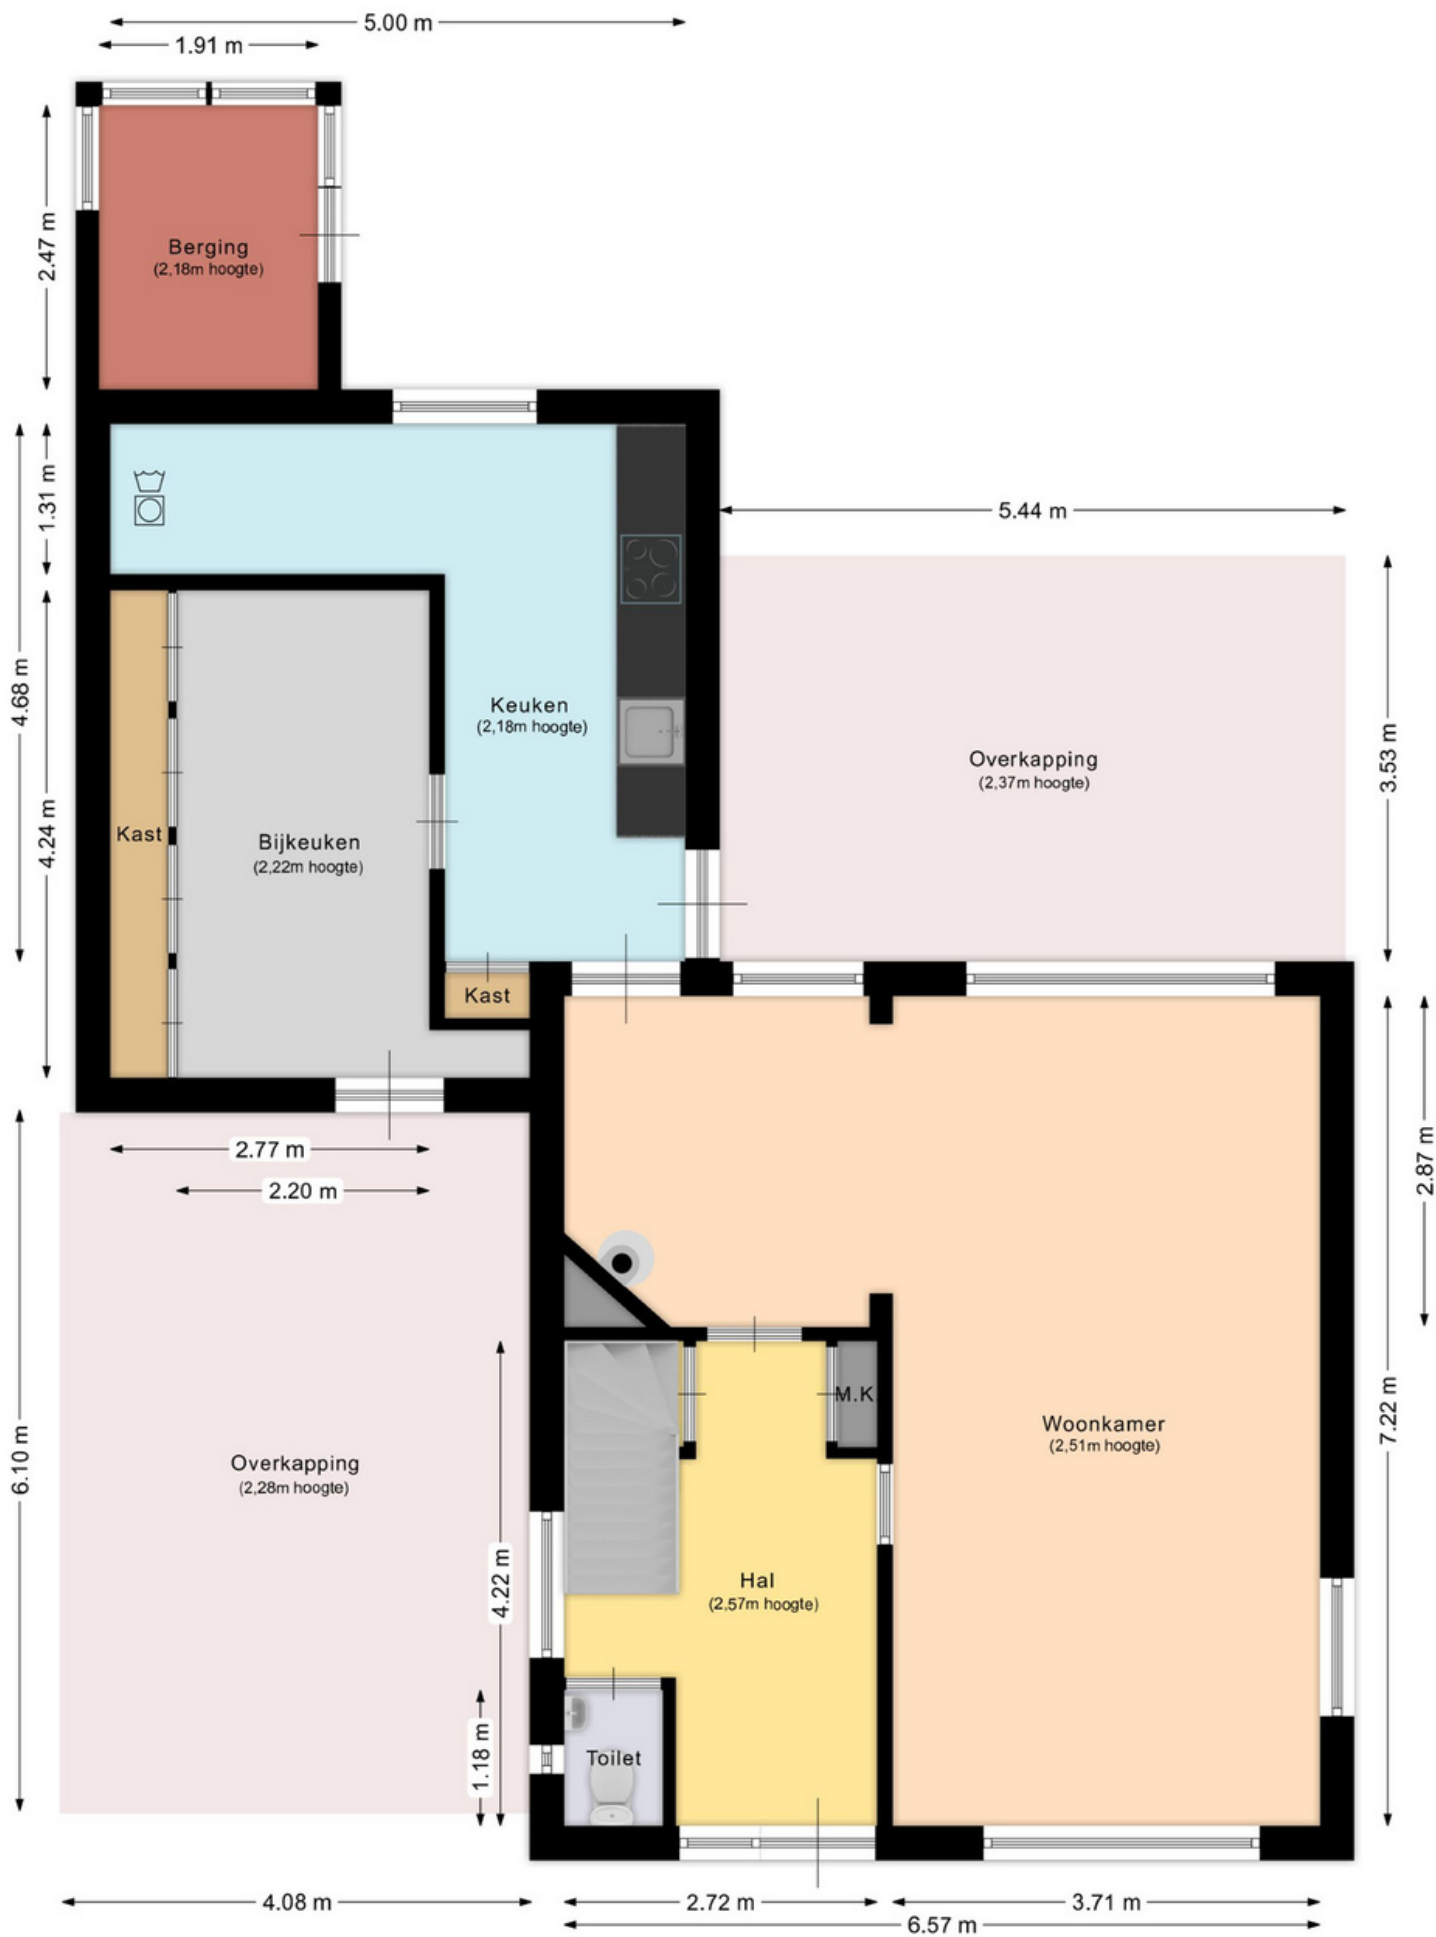 5.00 m
1.91 m
2.47 m
Berging
(2,18m hoogte)
1.31 m
5.44 m
4.68 m
Keuken
(2,18m hoogte)
Overkapping
(2,37m hoogte)
3.53 m
4.24 m
Kast
Bijkeuken
(2,22m hoogte)
Kast
2.77 m
2.20 m
2.87 m
M.K.
Woonkamer
(2,51m hoogte)
7.22 m
6.10 m
Overkapping
(2,28m hoogte)
4.22 m
Hal
(2,57m hoogte)
1.18 m
Toilet
4.08 m
2.72 m
3.71 m
6.57 m